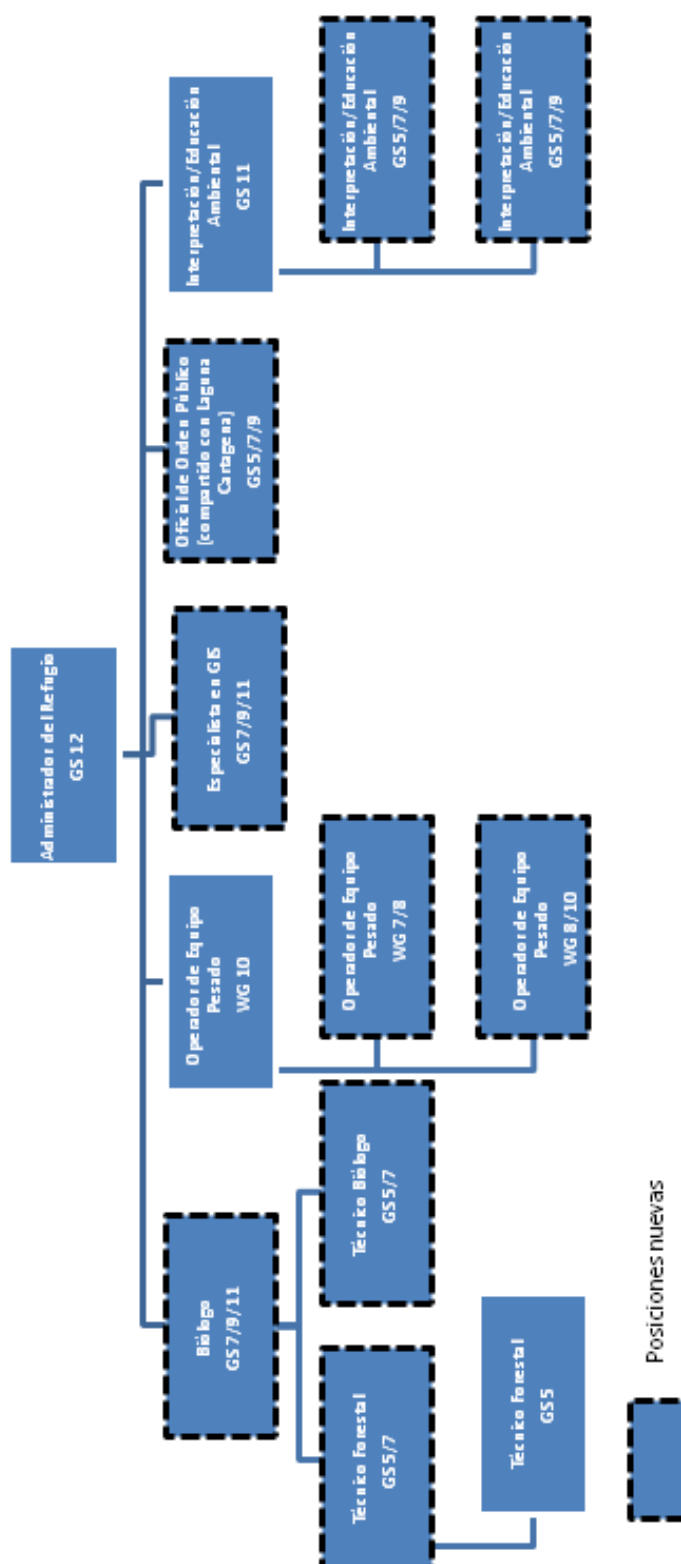 Administrador del Refugio
GS 12
Biólogo
GS 7/9/11
Operador de Equipo
Pesado
WG 10
Especialista en GIS
GS 7/9/11
Oficial de Orden Público
(compartido con Laguna
Cartagena)
GS 5/7/9
Interpretación/Educación
Ambiental
GS 11
Técnico Forestal
GS 5/7
Técnico Biólogo
GS 5/7
Operador de Equipo
Pesado
WG 7/8
Interpretación/Educación
Ambiental
GS 5/7/9
Técnico Forestal
GS 5
Operador de Equipo
Pesado
WG 8/10
Interpretación/Educación
Ambiental
GS 5/7/9
Posiciones nuevas